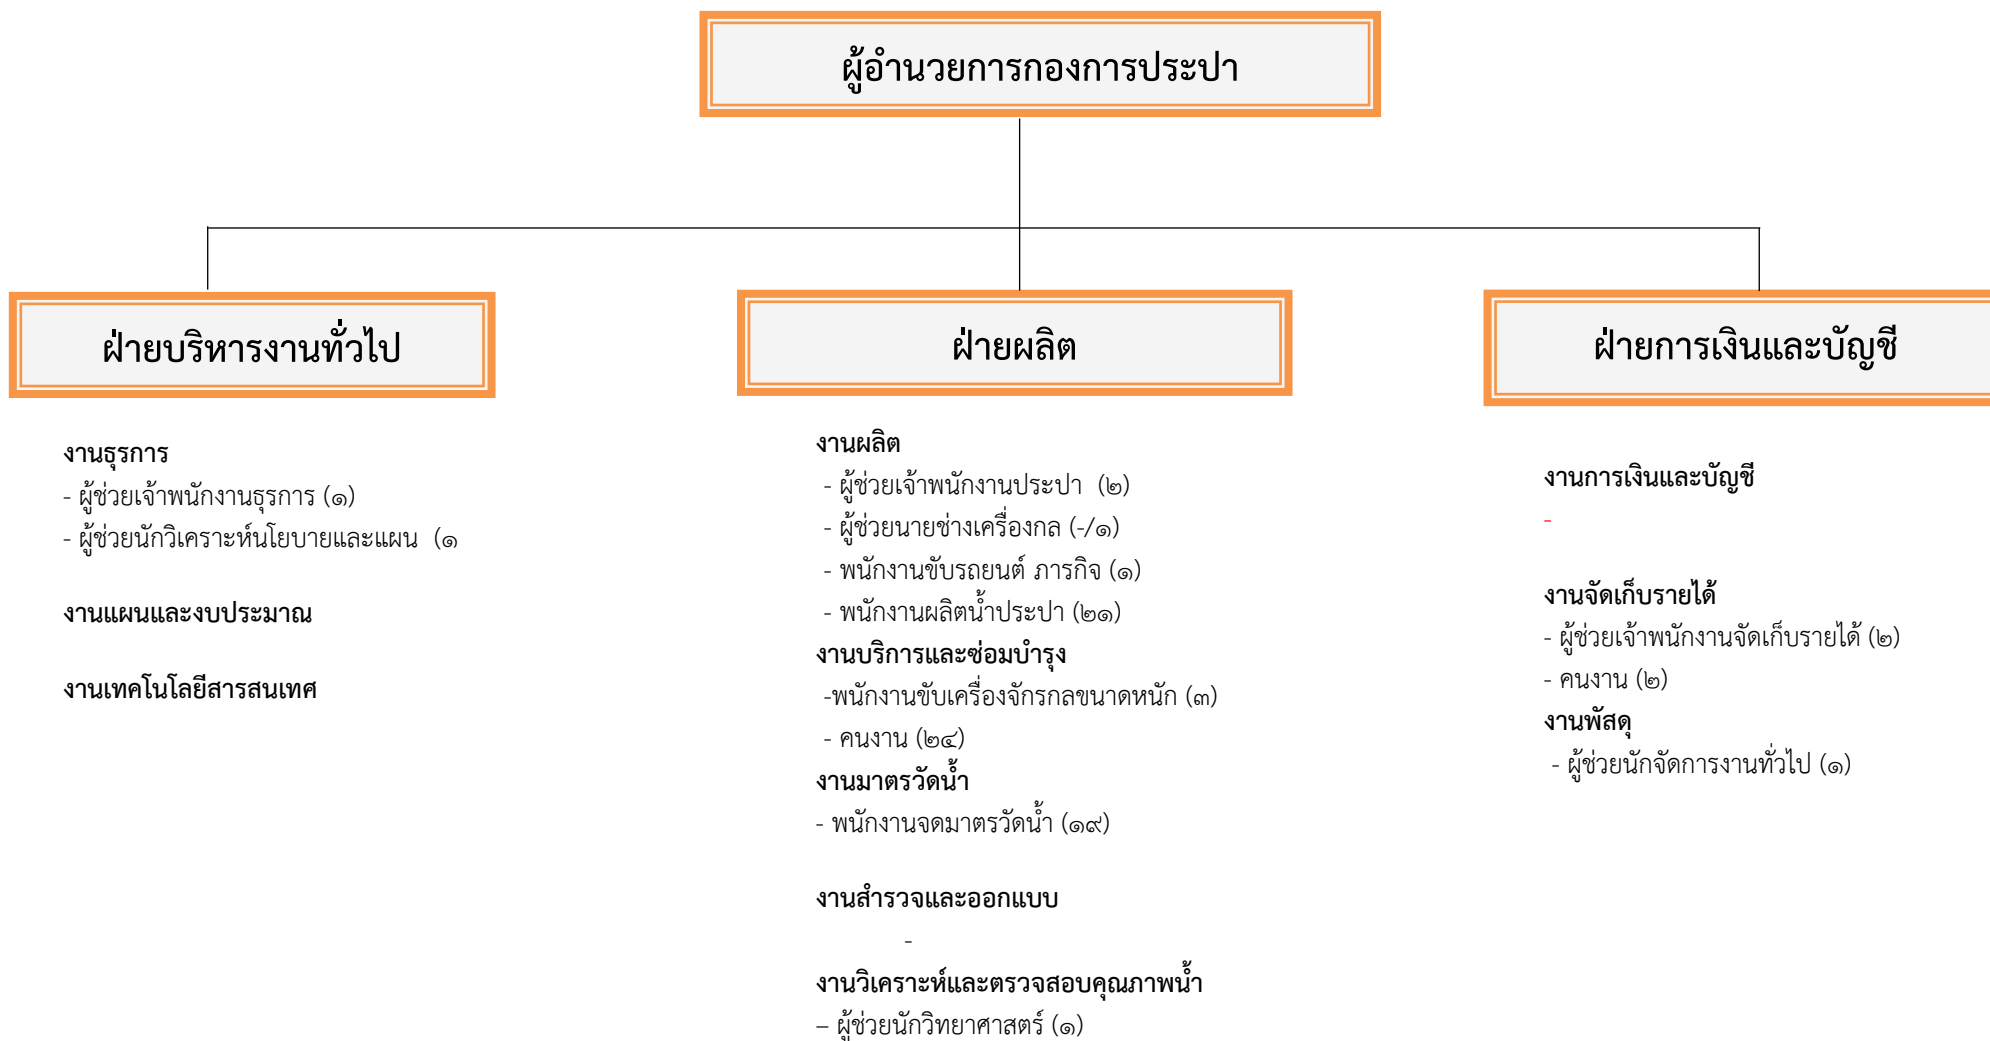 ผู้อำนวยการกองการประปา
ฝ่ายบริหารงานทั่วไป
งานธุรการ
- ผู้ช่วยเจ้าพนักงานธุรการ (๑)
- ผู้ช่วยนักวิเคราะห์นโยบายและแผน (๑
งานแผนและงบประมาณ
งานเทคโนโลยีสารสนเทศ
ฝ่ายผลิต
งานผลิต
- ผู้ช่วยเจ้าพนักงานประปา (๒)
- ผู้ช่วยนายช่างเครื่องกล (-/๑)
- พนักงานขับรถยนต์ ภารกิจ (๑)
- พนักงานผลิตน้ำประปา (๒๑)
งานบริการและซ่อมบำรุง
-พนักงานขับเครื่องจักรกลขนาดหนัก (๓)
- คนงาน (๒๔)
งานมาตรวัดน้ำ
- พนักงานจดมาตรวัดน้ำ (๑๙)
งานสำรวจและออกแบบ
-
งานวิเคราะห์และตรวจสอบคุณภาพน้ำ
– ผู้ช่วยนักวิทยาศาสตร์ (๑)
ฝ่ายการเงินและบัญชี
งานการเงินและบัญชี
-
งานจัดเก็บรายได้
- ผู้ช่วยเจ้าพนักงานจัดเก็บรายได้ (๒)
- คนงาน (๒)
งานพัสดุ
- ผู้ช่วยนักจัดการงานทั่วไป (๑)